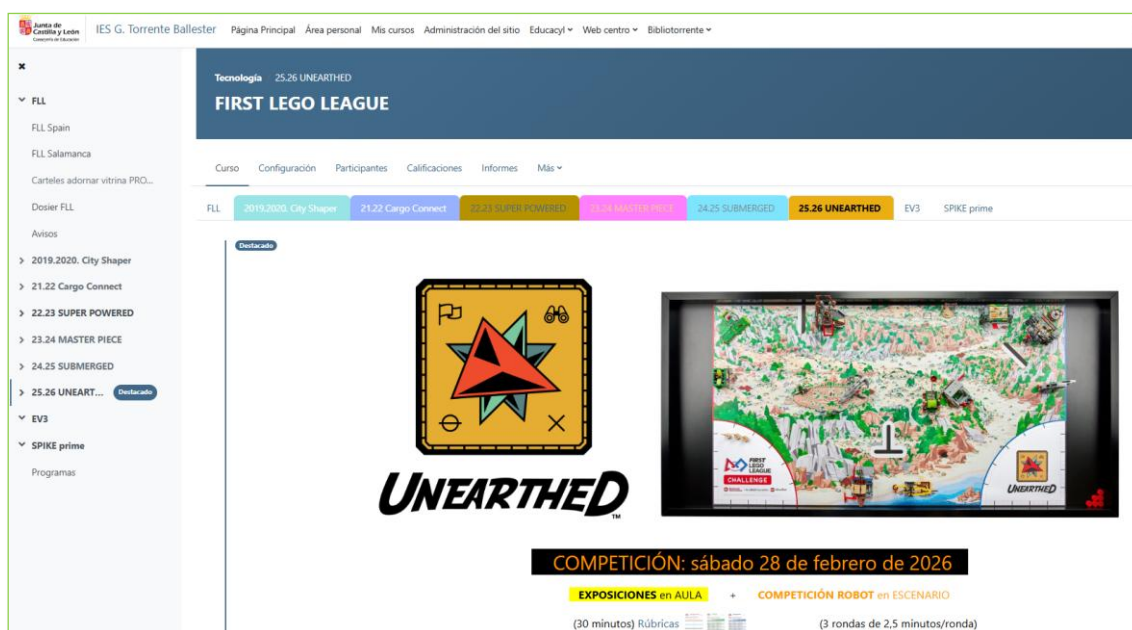 Junta de
Castilla y León
Consejería de Educación
IES G. Torrente Ballester Página Principal Área personal Mis cursos Administración del sitio Educacyl Web centro Bibliotorrente
Tecnología 25.26 UNEARTHED
FIRST LEGO LEAGUE
FLL
FLL Spain
FLL Salamanca
Carteles adornar vitrina PRO...
Dosier FLL
Avisos
2019.2020. City Shaper
21.22 Cargo Connect
22.23 SUPER POWERED
23.24 MASTER PIECE
24.25 SUBMERGED
25.26 UNEART... Destacado
EV3
SPIKE prime
Programas
Curso Configuración Participantes Calificaciones Informes Más
FLL 2019.2020. City Shaper 21.22 Cargo Connect 22.23 SUPER POWERED 23.24 MASTER PIECE 24.25 SUBMERGED 25.26 UNEARTHED EV3 SPIKE prime
Destacado
UNEARTHED
TM
FIRST
LEGO
LEAGUE
CHALLENGE
UNEARTHED
COMPETICIÓN: sábado 28 de febrero de 2026
EXPOSICIONES en AULA + COMPETICIÓN ROBOT en ESCENARIO
(30 minutos) Rúbricas (3 rondas de 2,5 minutos/ronda)